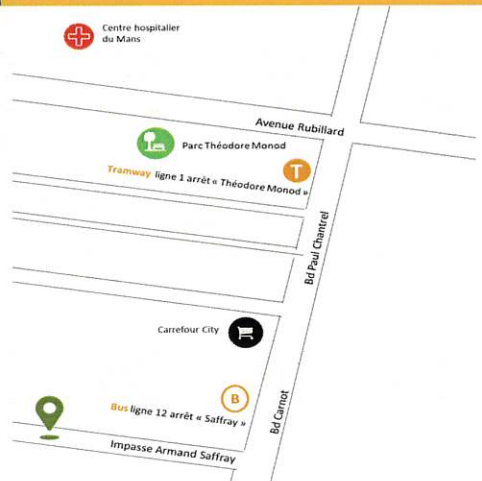 Centre hospitalier
du Mans
Avenue Rubillard
Parc Théodore Monod
T
Tramway ligne 1 arrêt « Théodore Monod »
Bd Paul Chantrel
Carrefour City
B
Bus ligne 12 arrêt « Saffray »
Bd Carnot
Impasse Armand Saffray